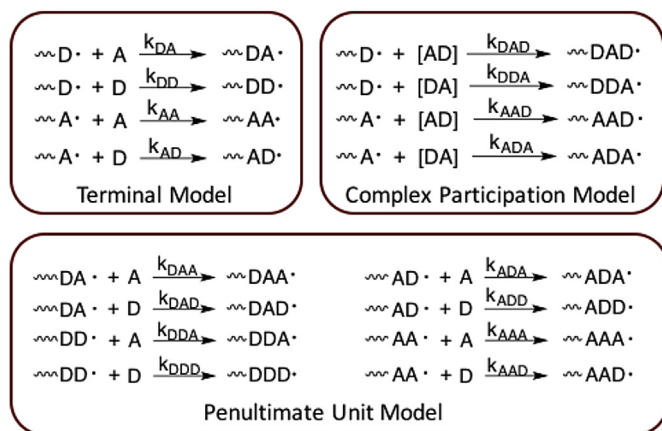 D· + A kDA DA·
D· + D kDD DD·
A· + A kAA AA·
A· + D kAD AD·
Terminal Model
D· + [AD] kDAD DAD·
D· + [DA] kDDA DDA·
A· + [AD] kAAD AAD·
A· + [DA] kADA ADA·
Complex Participation Model
DA· + A kDAA DAA·
DA· + D kDAD DAD·
DD· + A kDDA DDA·
DD· + D kDDD DDD·
AD· + A kADA ADA·
AD· + D kADD ADD·
AA· + A kAAA AAA·
AA· + D kAAD AAD·
Penultimate Unit Model